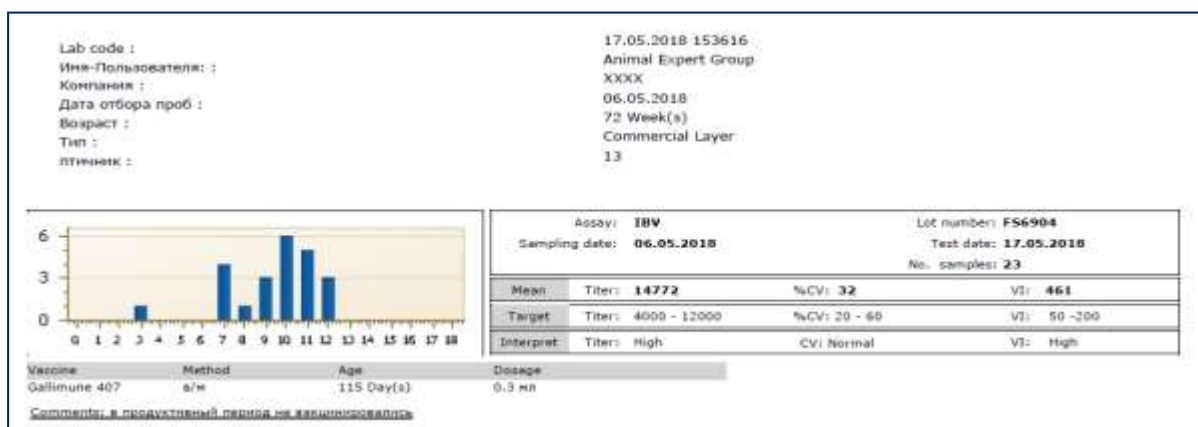 Lab code : 17.05.2018 153616
Имя-Пользователя: : Animal Expert Group
Компания : XXXX
Дата отбора проб : 06.05.2018
Возраст : 72 Week(s)
Тип : Commercial Layer
птичник : 13
6
3
0
0 1 2 3 4 5 6 7 8 9 10 11 12 13 14 15 16 17 18
Assay: IBV Lot number: FS6904
Sampling date: 06.05.2018 Test date: 17.05.2018
No. samples: 23
Mean Titer: 14772 %CV: 32 VI: 461
Target Titer: 4000 - 12000 %CV: 20 - 60 VI: 50 -200
Interpret Titer: High CV: Normal VI: High
Vaccine Method Age Dosage
Gallimune 407 в/м 115 Day(s) 0.3 мл
Comments: в продуктивный период не вакцинировались